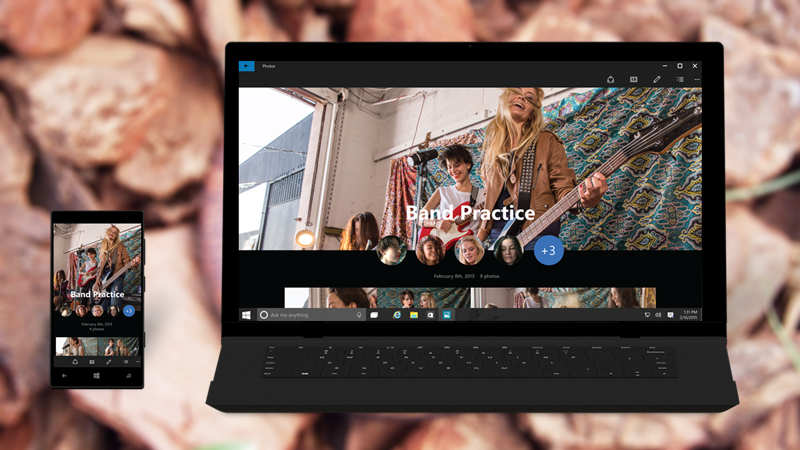 Photos
Band Practice
+3
February 8th, 2015 9 photos
Ask me anything
1:31 PM
2/16/2015
Band Practice
+3
February 8th, 2015
9 photos